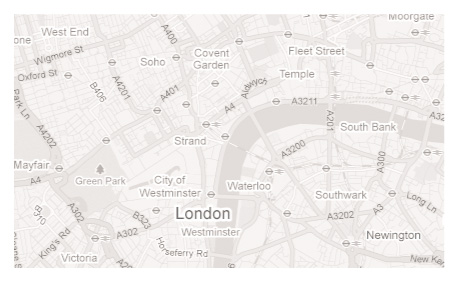 Moorgate
West End
one
A400
Wigmore St
Covent
Garden
Fleet Street
Soho
Oxford St
Temple
A4201
B406
A401
Aldwych
Park Ln
A4
A3211
A4202
A201
A32
Strand
South Bank
A3200
A300
Mayfair
Green Park
A4
City of
Westminster
Waterloo
Southwark
Long Ln
B
310
A302
B323
London
A3202
A3
King's Rd
A302
Westminster
Newington
Horseferry Rd
Victoria
New Ker